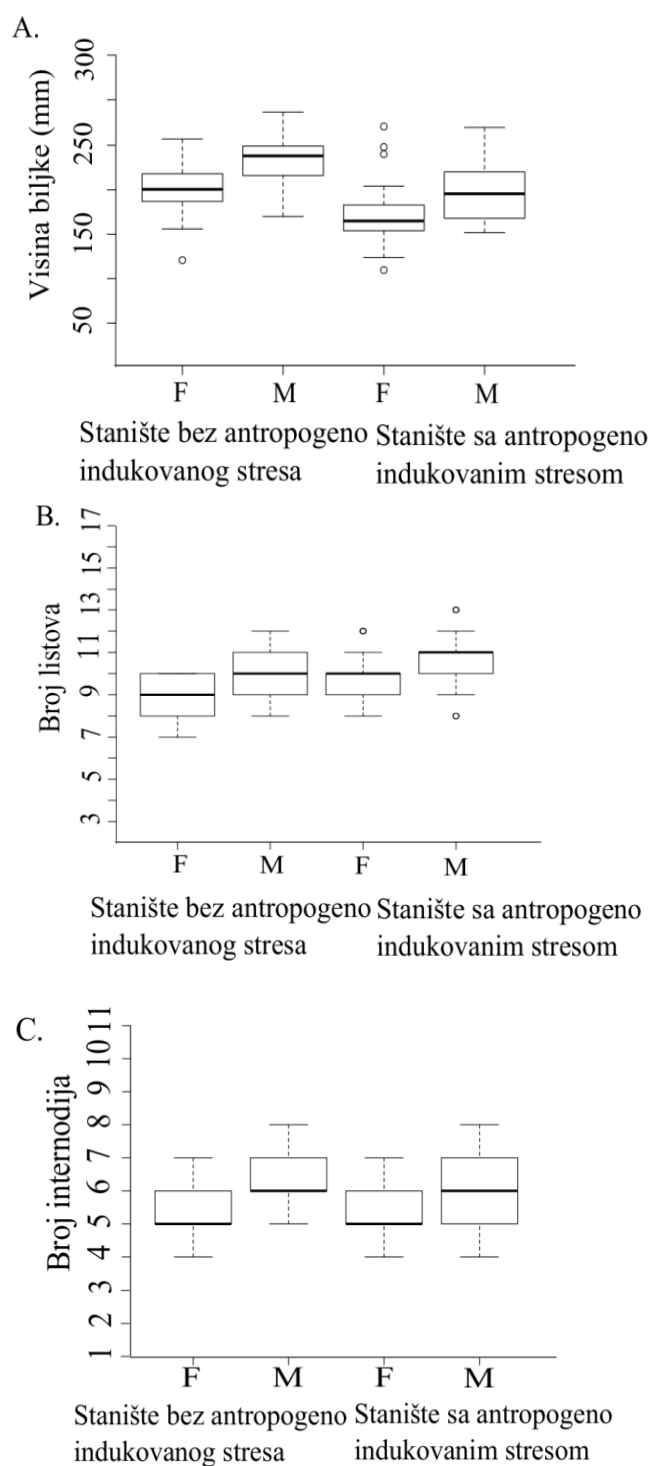 A.
Visina biljke (mm)
300
250
150
50
F M F M
Stanište bez antropogeno
indukovanog stresa
Stanište sa antropogeno
indukovanim stresom
B.
Broj listova
17
15
13
11
9
7
5
3
F M F M
Stanište bez antropogeno
indukovanog stresa
Stanište sa antropogeno
indukovanim stresom
C.
Broj internodija
11
10
9
8
7
6
5
4
3
2
1
F M F M
Stanište bez antropogeno
indukovanog stresa
Stanište sa antropogeno
indukovanim stresom